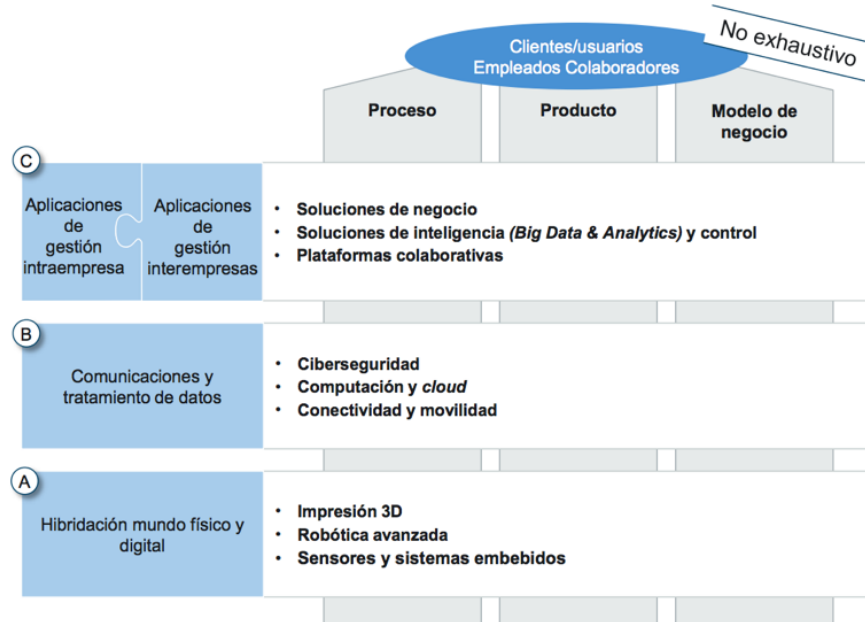 Clientes/usuarios
Empleados Colaboradores
No exhaustivo
Proceso
Producto
Modelo de
negocio
C
Aplicaciones
de
gestión
intraempresa
Aplicaciones
de
gestión
interempresas
• Soluciones de negocio
• Soluciones de inteligencia (Big Data & Analytics) y control
• Plataformas colaborativas
B
Comunicaciones y
tratamiento de datos
• Ciberseguridad
• Computación y cloud
• Conectividad y movilidad
A
Hibridación mundo físico y
digital
• Impresión 3D
• Robótica avanzada
• Sensores y sistemas embebidos